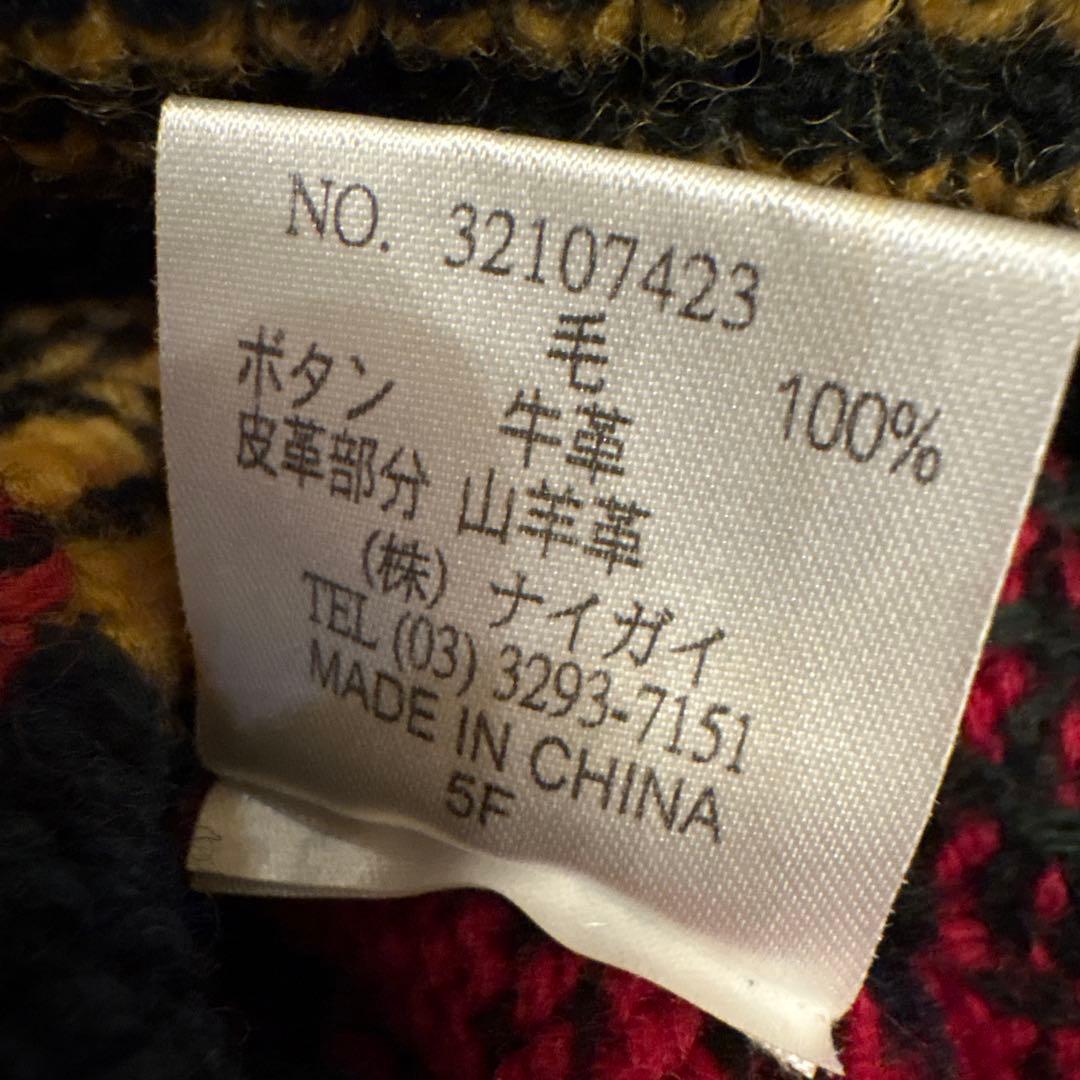 NO. 32107423
毛 100%
ボタン 牛革
皮革部分 山羊革
(株) ナイガイ
TEL (03) 3293-7151
MADE IN CHINA
5F